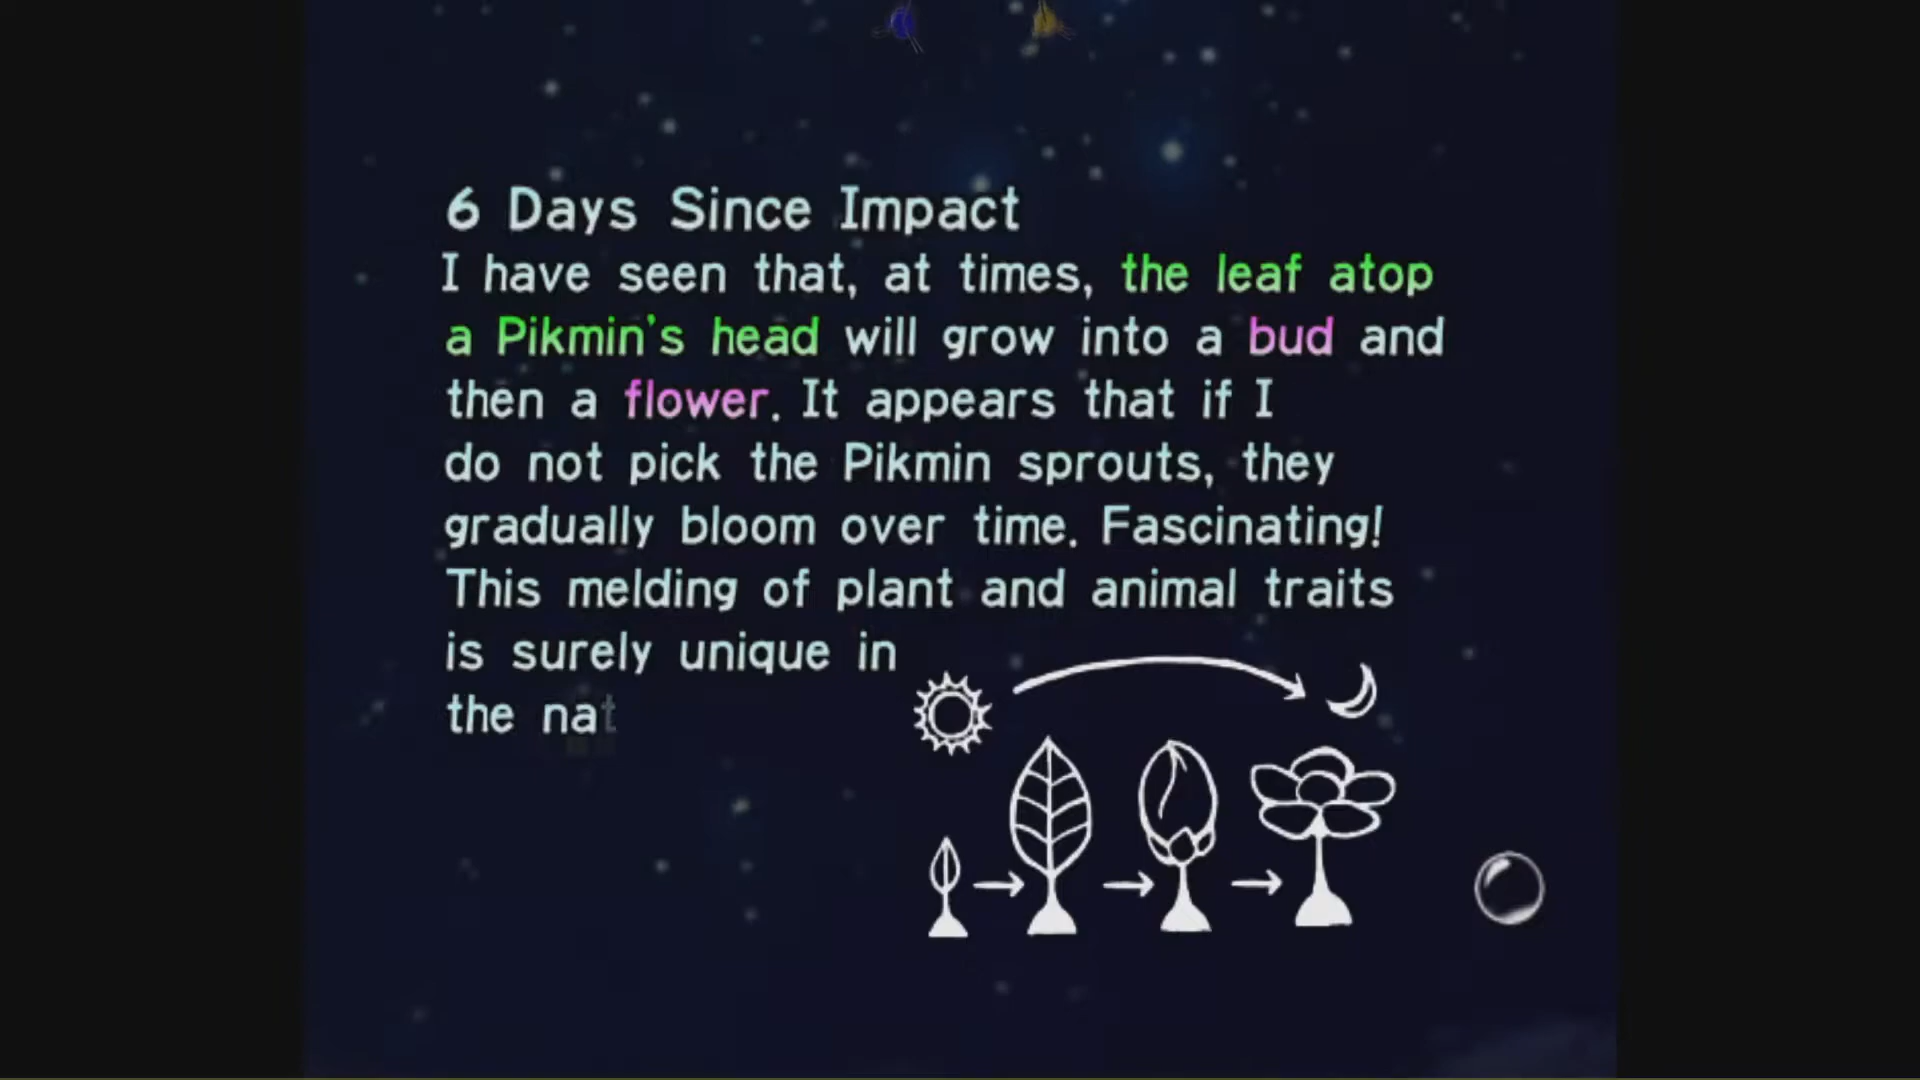 6 Days Since Impact
I have seen that, at times, the leaf atop
a Pikmin's head will grow into a bud and
then a flower. It appears that if I
do not pick the Pikmin sprouts, they
gradually bloom over time. Fascinating!
This melding of plant and animal traits
is surely unique in
the nat